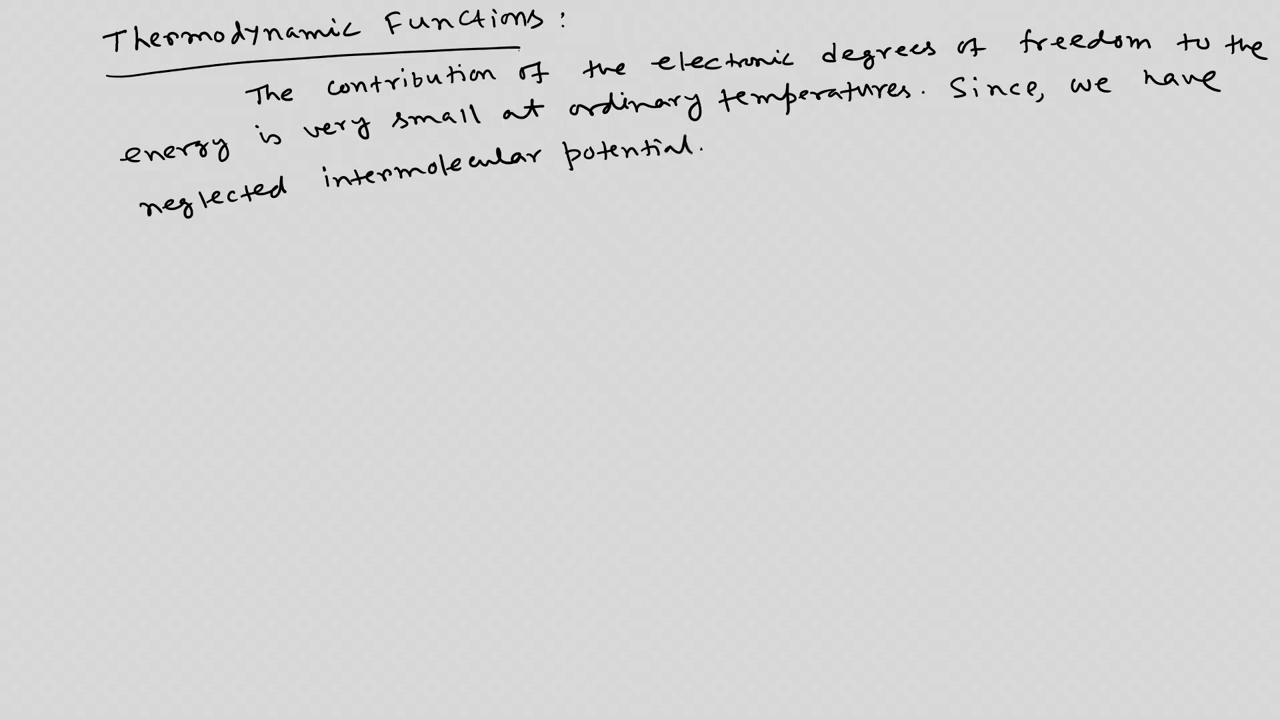 Thermodynamic Functions:
The contribution of the electronic degrees of freedom to the
energy is very small at ordinary temperatures. Since, we have
neglected intermolecular potential.